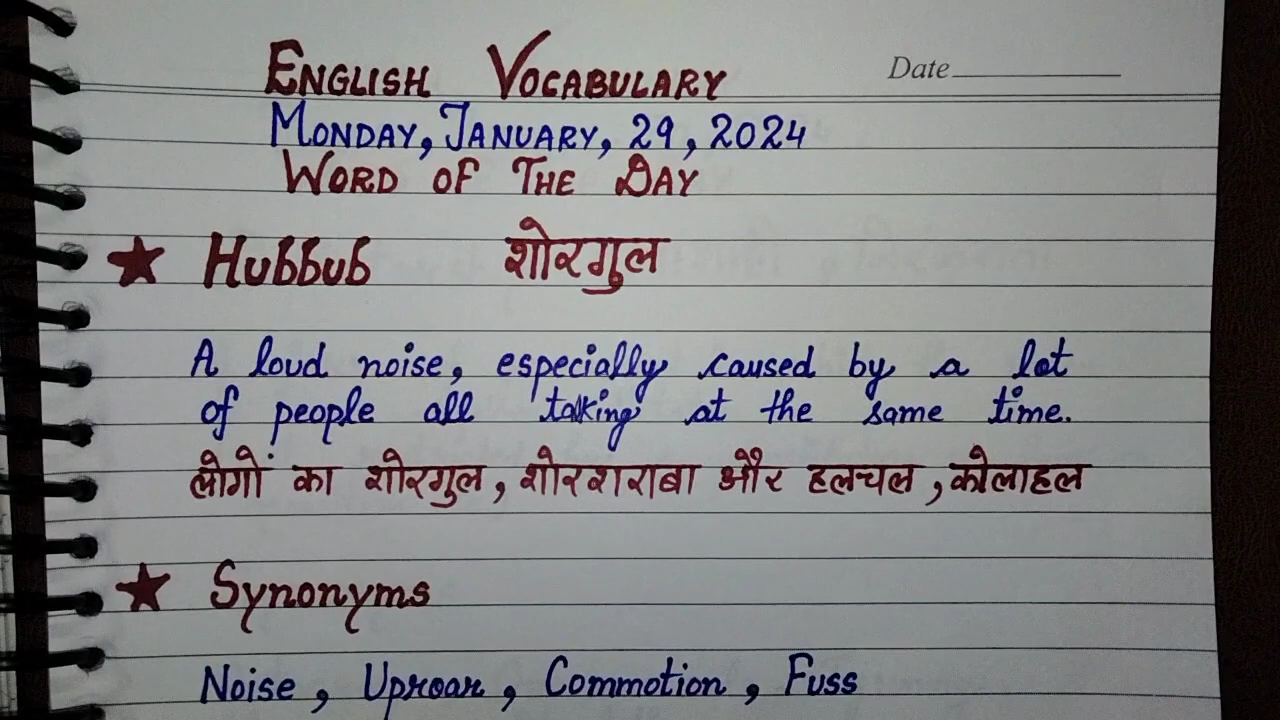 ENGLISH VOCABULARY
Date
MONDAY, JANUARY, 29, 2024
WORD OF THE DAY
★ Hubbub शोरगुल
A loud noise, especially caused by a lot
of people all talking at the same time.
लोगों का शोरगुल, शोरशराबा और हलचल, कोलाहल
★ Synonyms
Noise, Uproar, Commotion, Fuss